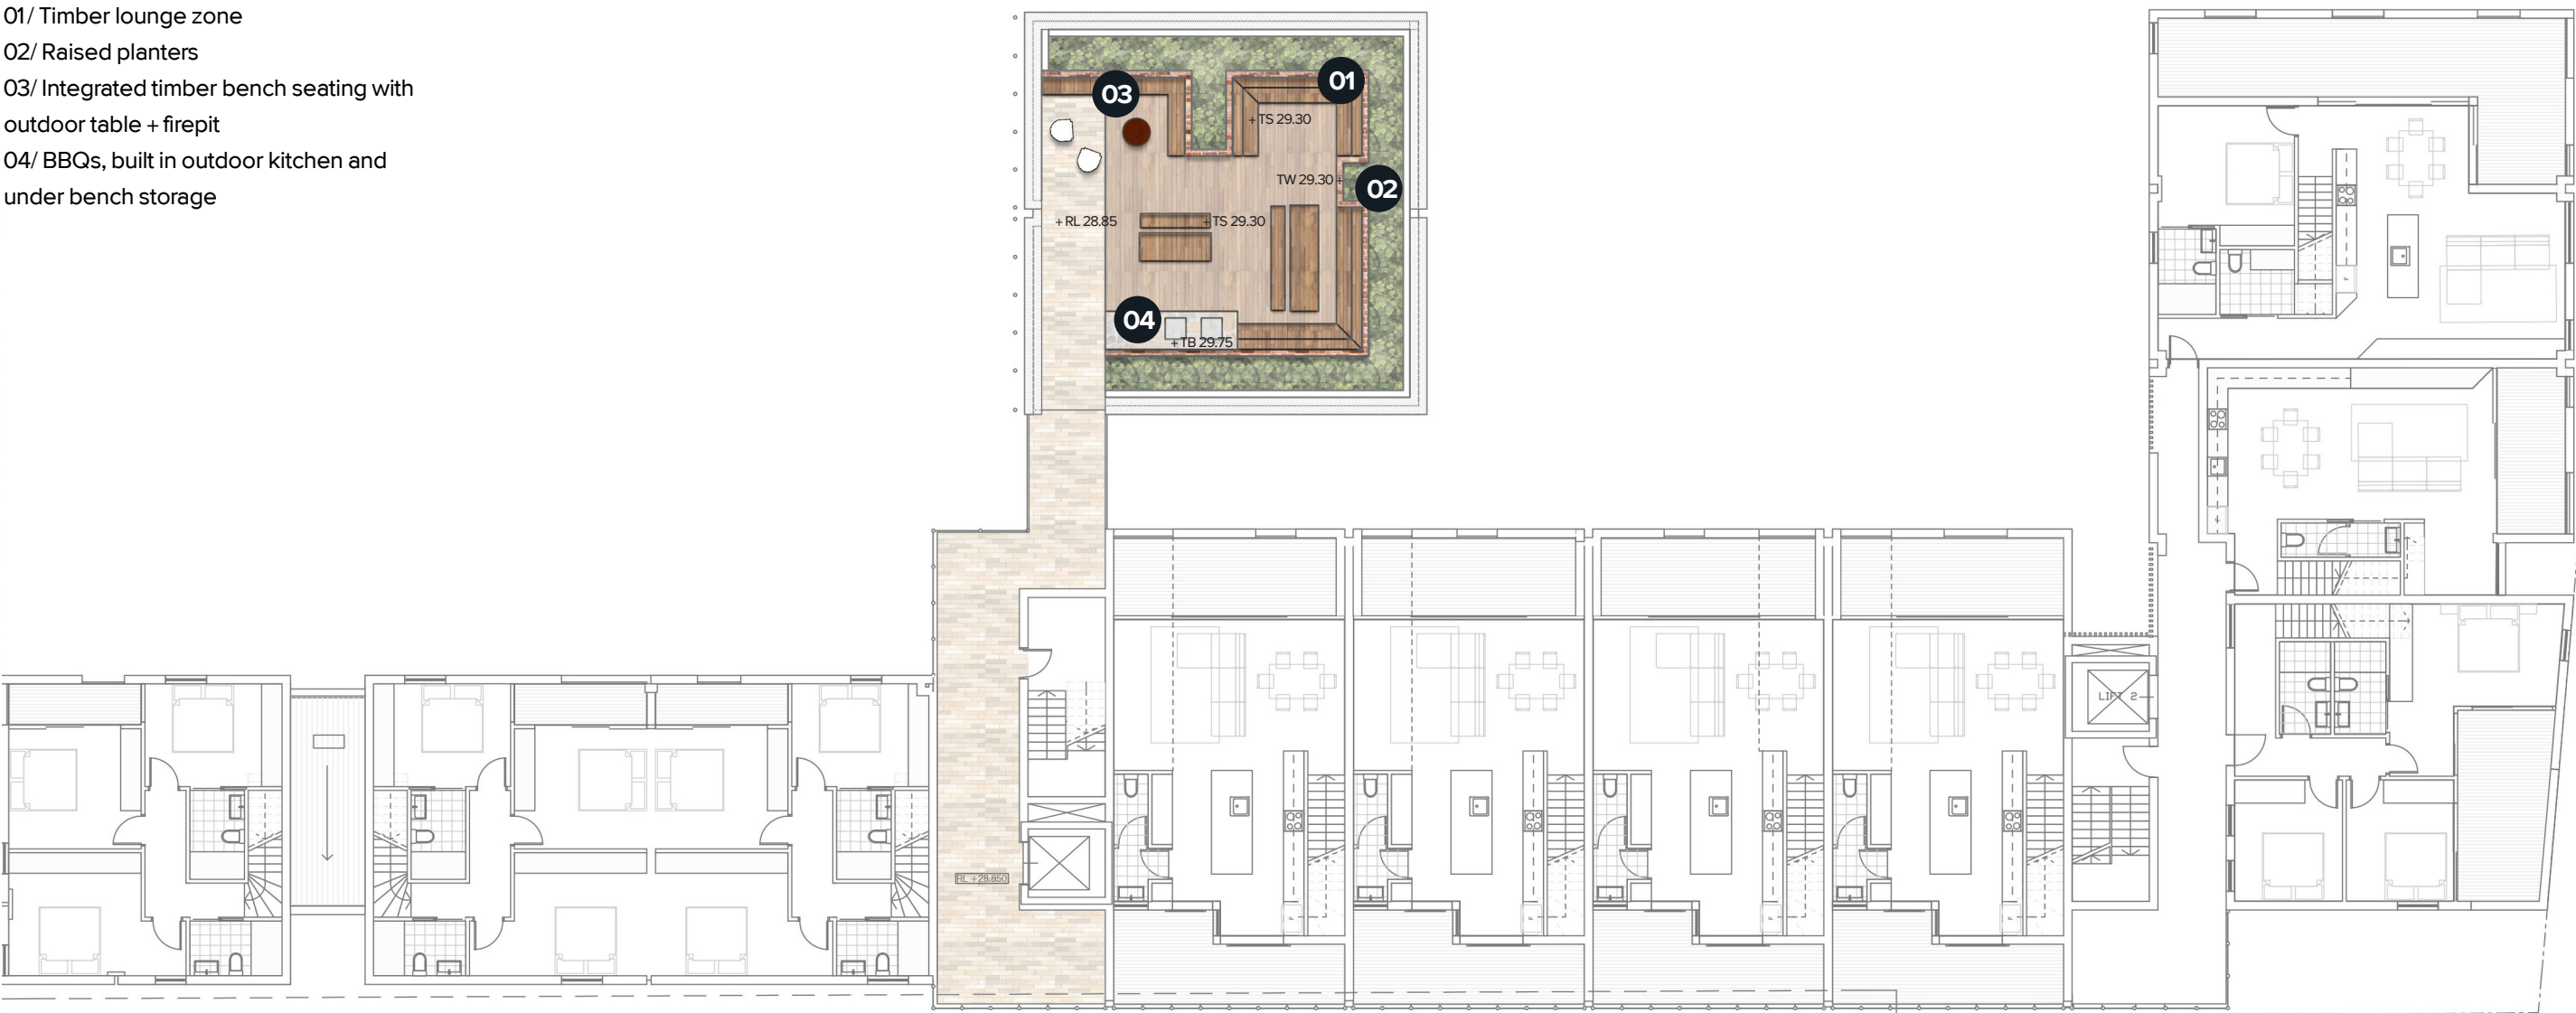 01/ Timber lounge zone
02/ Raised planters
03/ Integrated timber bench seating with
outdoor table + firepit
04/ BBQs, built in outdoor kitchen and
under bench storage
01
03
+ TS 29.30
TW 29.30 +
02
+ RL 28.85
+ TS 29.30
04
+ TB 29.75
LIFT 2
RL +28.850